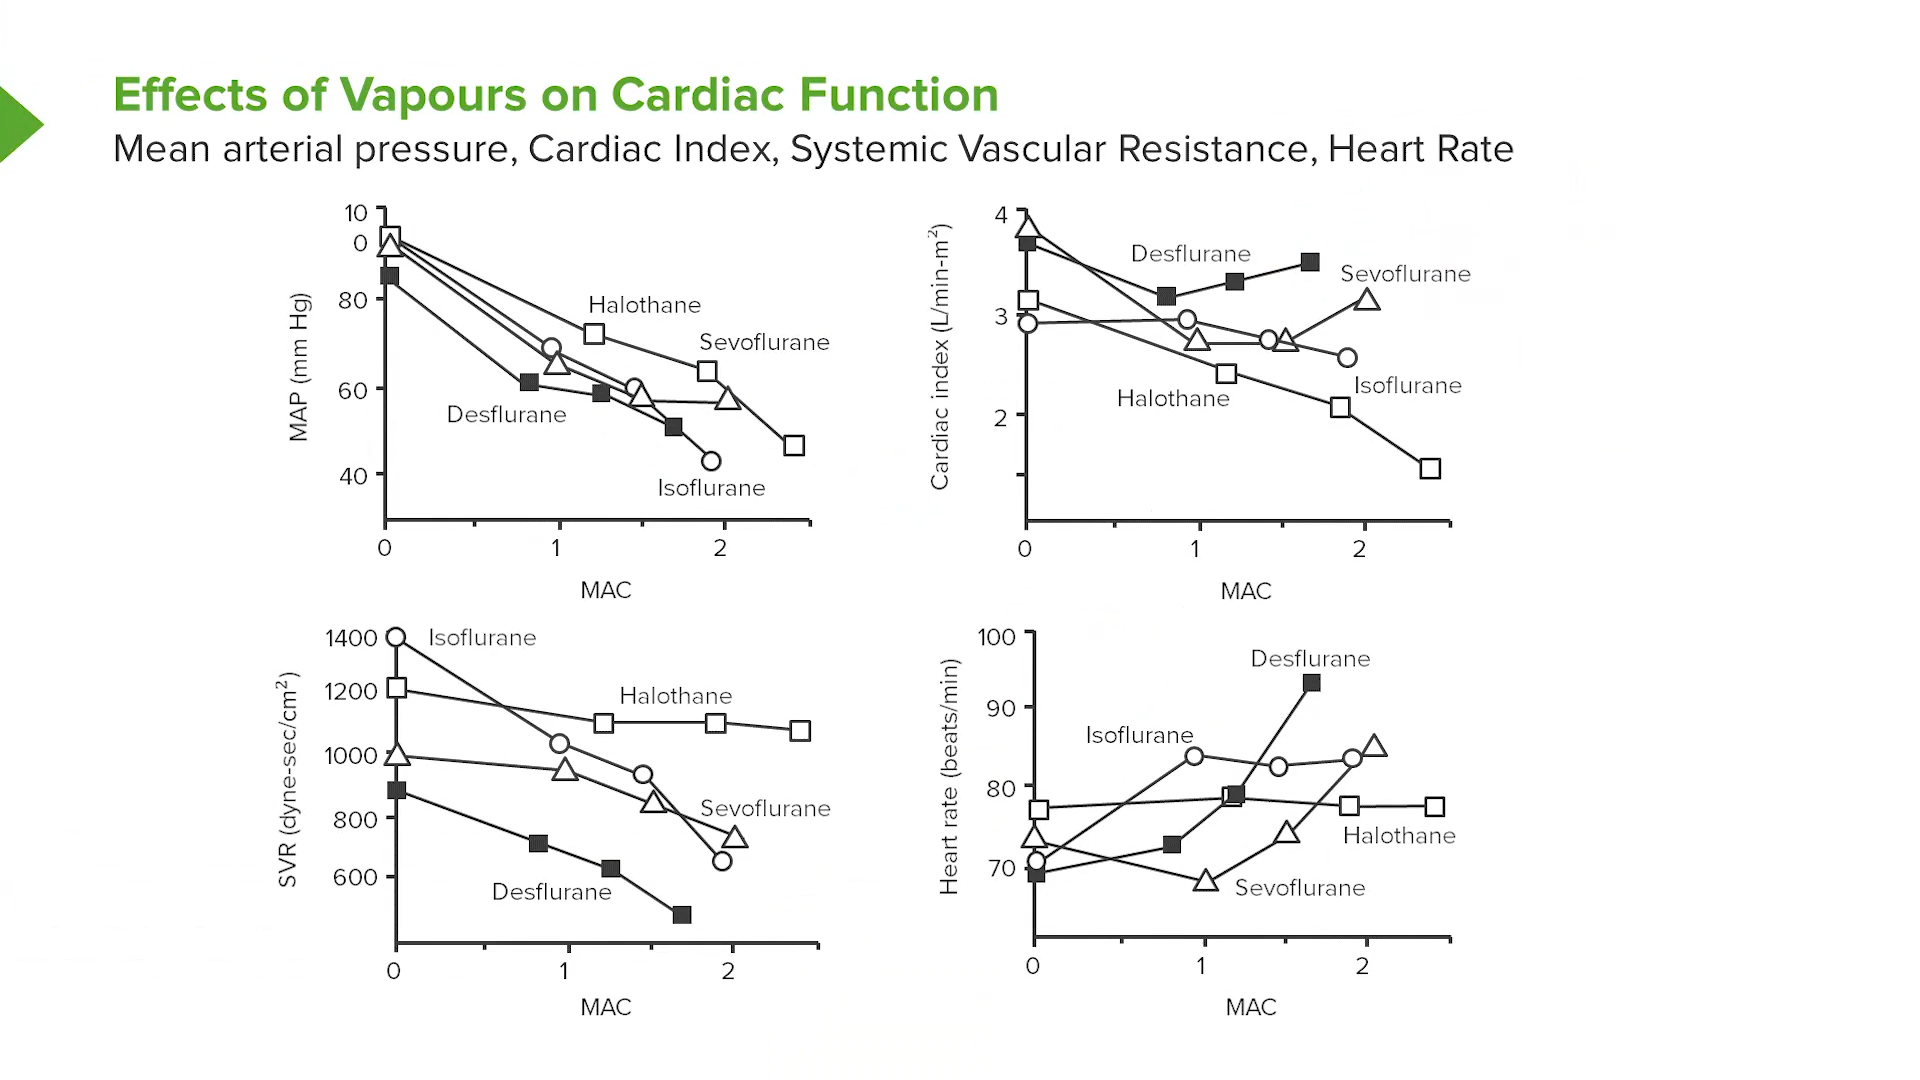 Effects of Vapours on Cardiac Function
Mean arterial pressure, Cardiac Index, Systemic Vascular Resistance, Heart Rate
10
0
80
60
40
MAP (mm Hg)
Halothane
Sevoflurane
Desflurane
Isoflurane
0 1 2
MAC
4
3
2
Cardiac index (L/min-m²)
Desflurane
Sevoflurane
Isoflurane
Halothane
0 1 2
MAC
1400
1200
1000
800
600
SVR (dyne-sec/cm²)
Isoflurane
Halothane
Sevoflurane
Desflurane
0 1 2
MAC
100
90
80
70
Heart rate (beats/min)
Desflurane
Isoflurane
Halothane
Sevoflurane
0 1 2
MAC